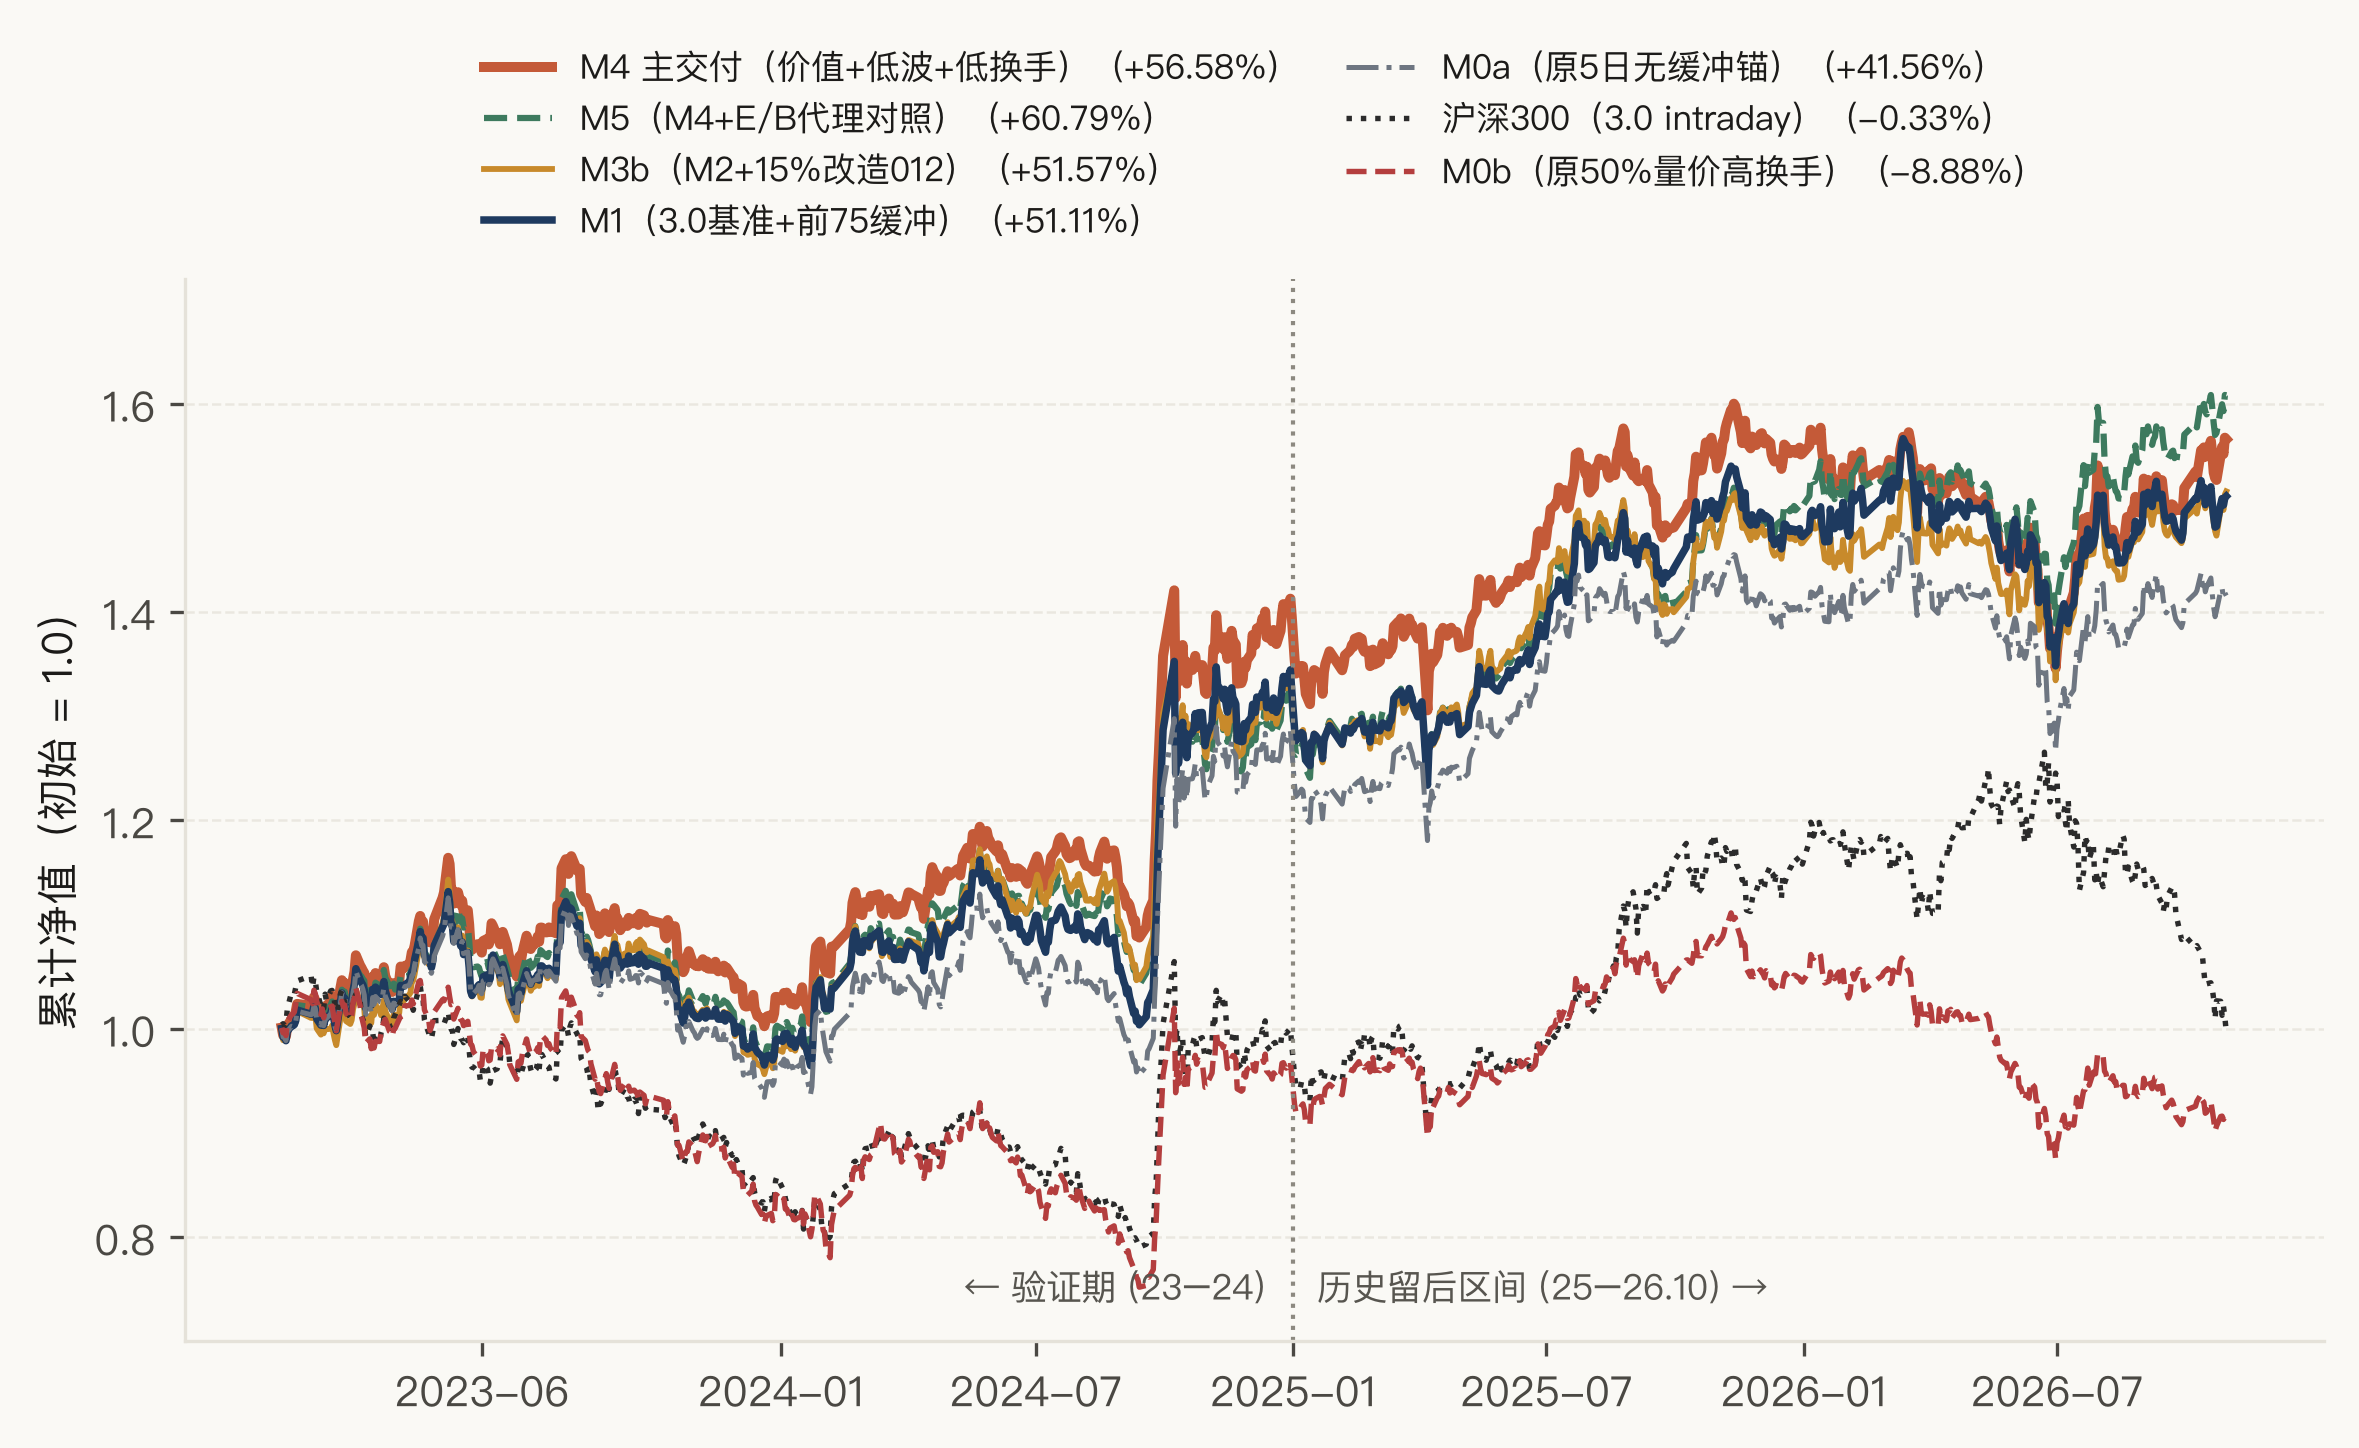 M4 主交付（价值+低波+低换手） （+56.58%）
M5（M4+E/B代理对照） （+60.79%）
M3b（M2+15%改造012） （+51.57%）
M1（3.0基准+前75缓冲） （+51.11%）
M0a（原5日无缓冲锚） （+41.56%）
沪深300（3.0 intraday） （−0.33%）
M0b（原50%量价高换手） （−8.88%）
累计净值（初始 = 1.0）
1.6
1.4
1.2
1.0
0.8
← 验证期 (23—24)
历史留后区间 (25—26.10) →
2023−06
2024−01
2024−07
2025−01
2025−07
2026−01
2026−07